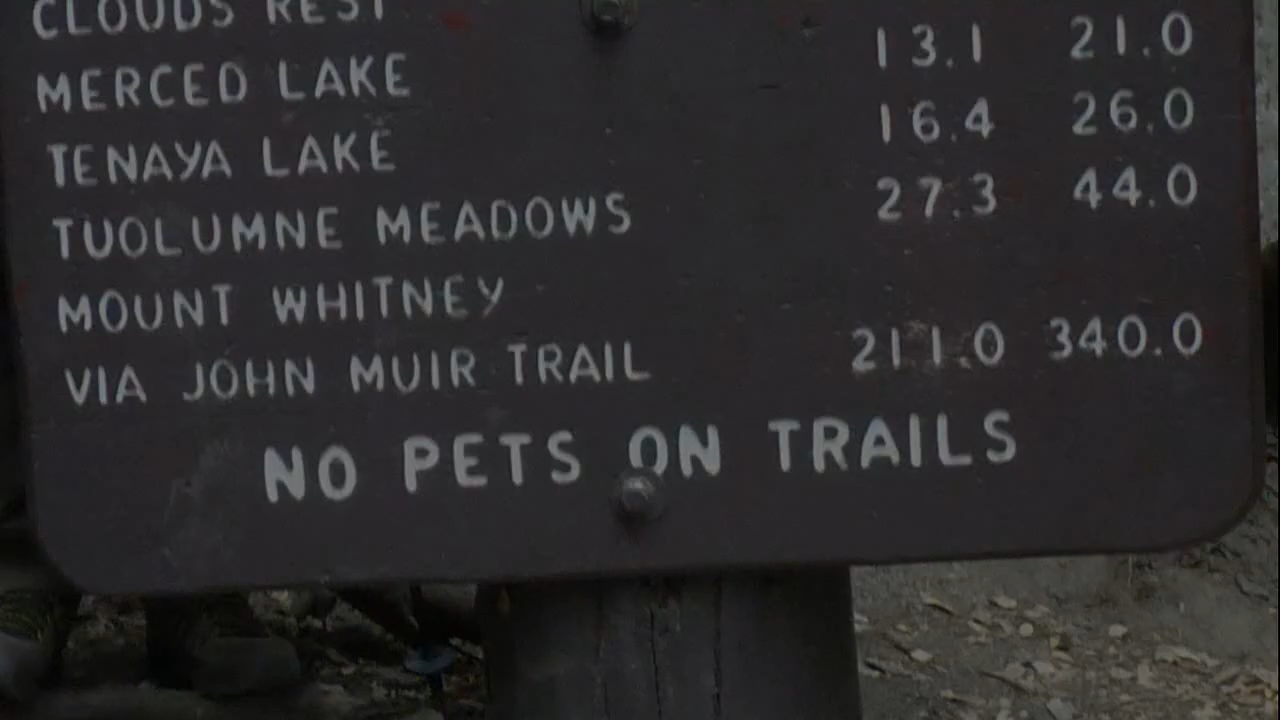 CLOUDS REST
MERCED LAKE 13.1 21.0
TENAYA LAKE 16.4 26.0
TUOLUMNE MEADOWS 27.3 44.0
MOUNT WHITNEY
VIA JOHN MUIR TRAIL 211.0 340.0
NO PETS ON TRAILS